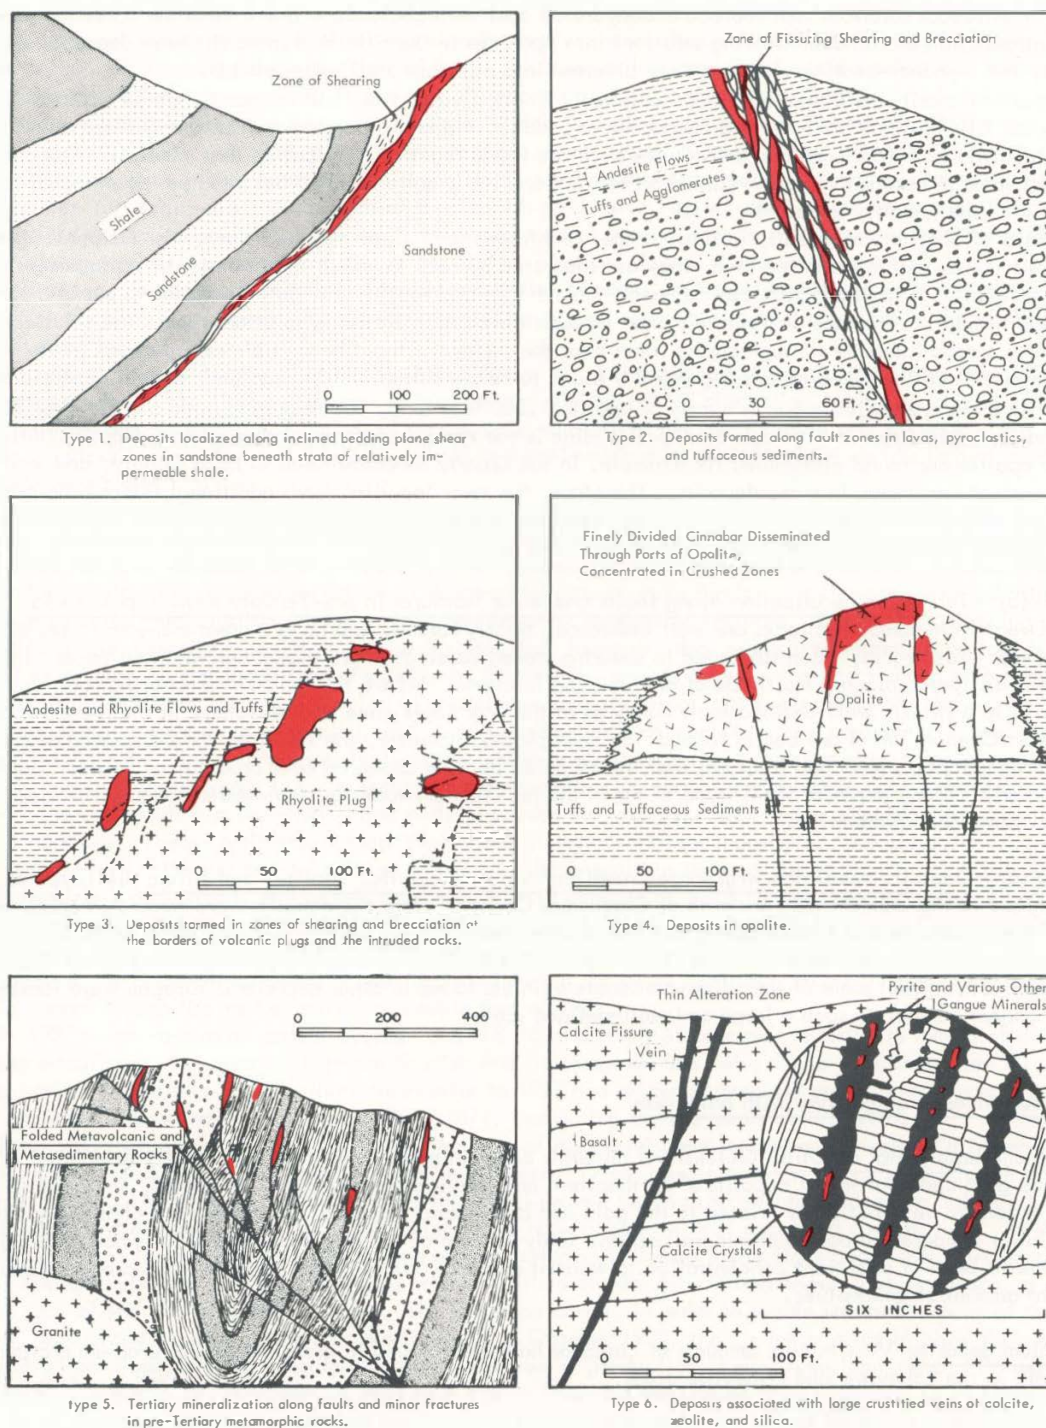 Zone of Shearing
Shale
Sandstone
Sandstone
0 100 200 Ft.
Type 1. Deposits localized along inclined bedding plane shear
zones in sandstone beneath strata of relatively im-
permeable shale.
Zone of Fissuring Shearing and Brecciation
Andesite Flows
Tuffs and Agglomerates
0 30 60 Ft.
Type 2. Deposits formed along fault zones in lavas, pyroclastics,
and tuffaceous sediments.
Andesite and Rhyolite Flows and Tuffs
Rhyolite Plug
0 50 100 Ft.
Type 3. Deposits formed in zones of shearing and brecciation at
the borders of volcanic plugs and the intruded rocks.
Finely Divided Cinnabar Disseminated
Through Ports of Opolite,
Concentrated in Crushed Zones
Opalite
Tuffs and Tuffaceous Sediments
0 50 100 Ft.
Type 4. Deposits in opalite.
0 200 400
Folded Metavolcanic and
Metasedimentary Rocks
Granite
Type 5. Tertiary mineralization along faults and minor fractures
in pre-Tertiary metamorphic rocks.
Thin Alteration Zone
Pyrite and Various Other
Gangue Minerals
Calcite Fissure
Vein
Basalt
Calcite Crystals
SIX INCHES
0 50 100 Ft.
Type 6. Deposits associated with large crustified veins of calcite,
zeolite, and silica.